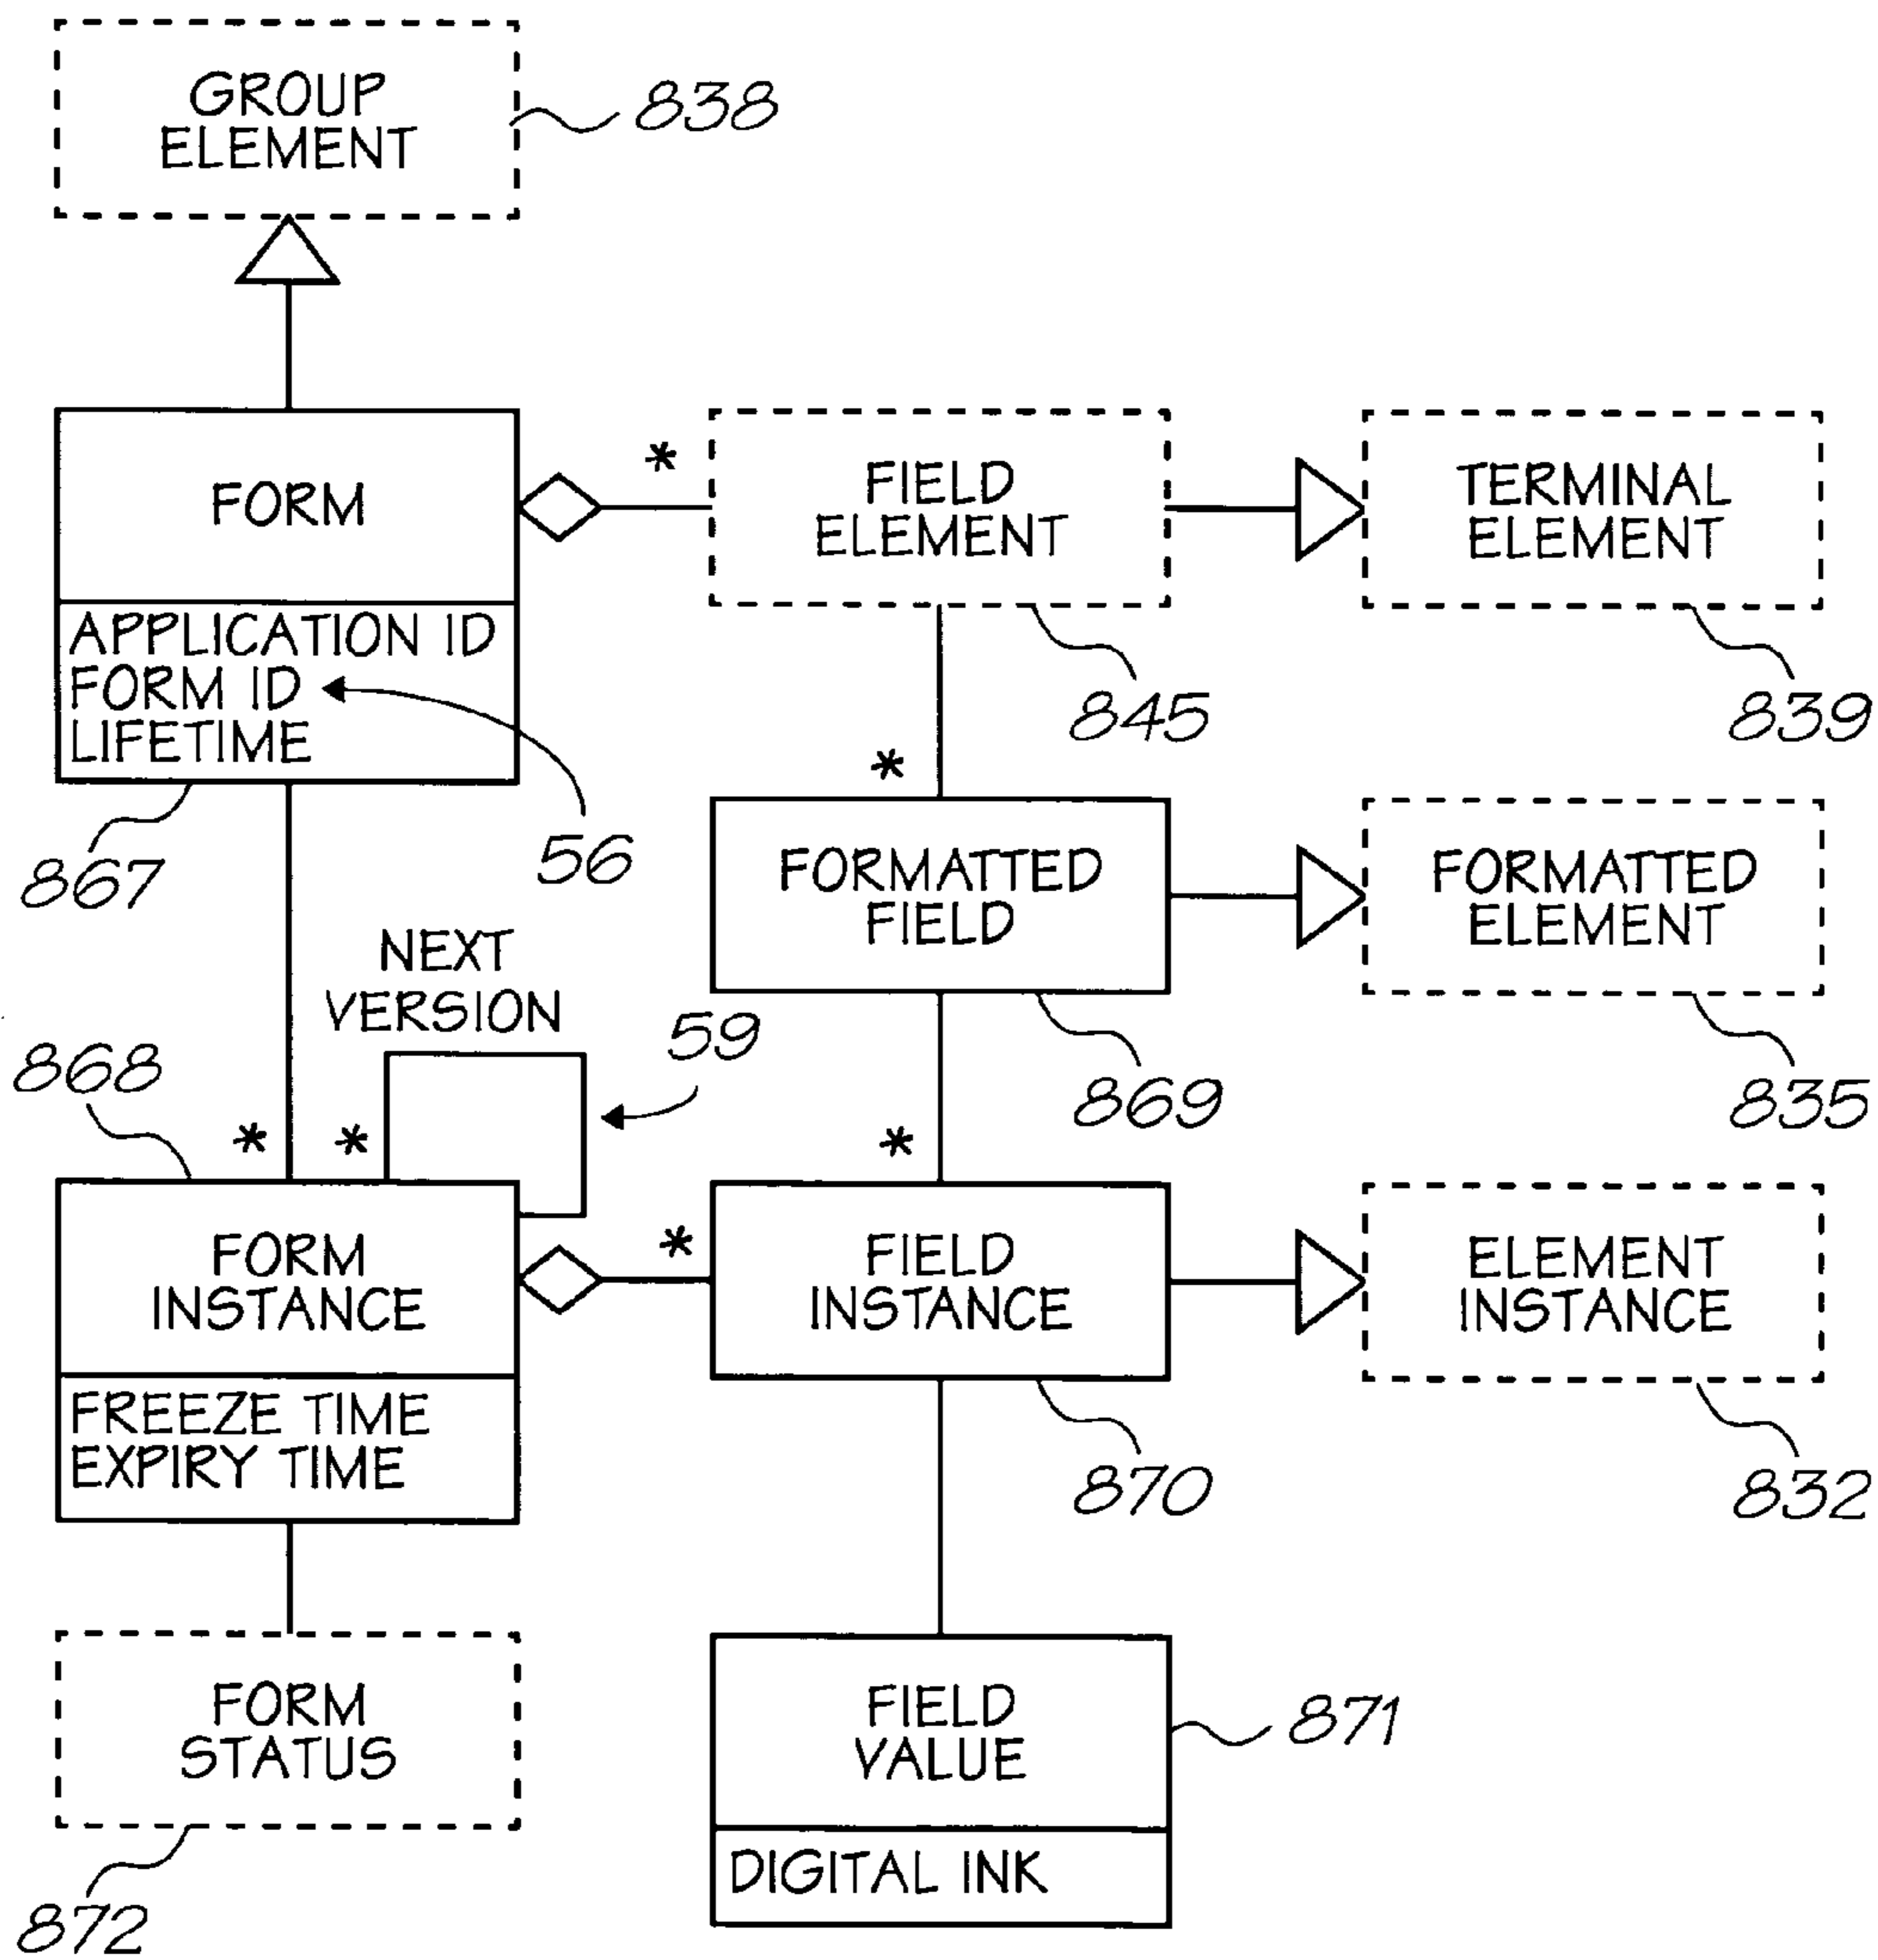 GROUP
ELEMENT
838
FORM
*
FIELD
ELEMENT
TERMINAL
ELEMENT
APPLICATION ID
FORM ID
LIFETIME
56
867
845
839
*
FORMATTED
FIELD
FORMATTED
ELEMENT
869
835
NEXT
VERSION
59
868
*
*
*
FORM
INSTANCE
*
FIELD
INSTANCE
ELEMENT
INSTANCE
FREEZE TIME
EXPIRY TIME
870
832
FORM
STATUS
872
FIELD
VALUE
871
DIGITAL INK